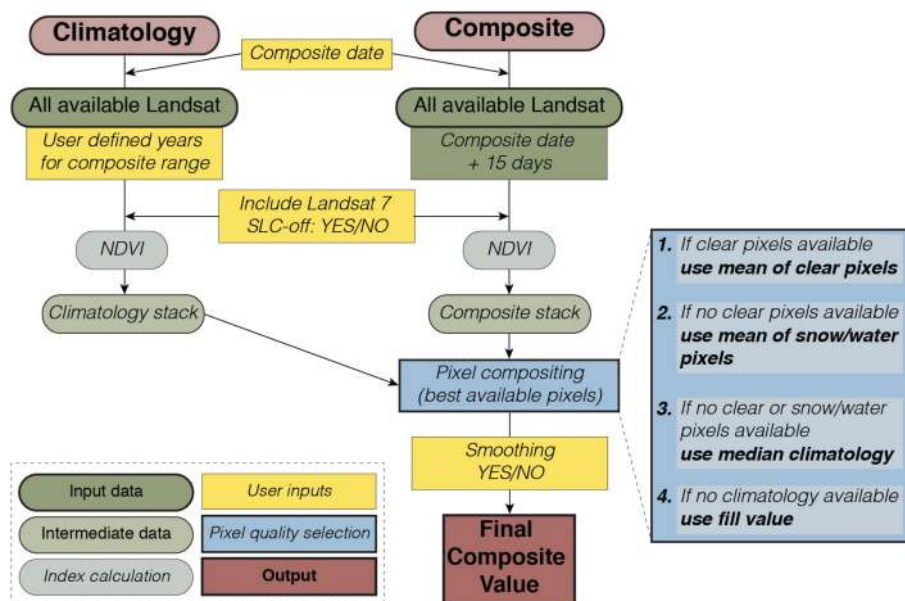 Climatology
Composite
Composite date
All available Landsat
All available Landsat
User defined years
for composite range
Composite date
+ 15 days
Include Landsat 7
SLC-off: YES/NO
NDVI
NDVI
Climatology stack
Composite stack
Pixel compositing
(best available pixels)
Smoothing
YES/NO
Final
Composite
Value
1. If clear pixels available
use mean of clear pixels
2. If no clear pixels available
use mean of snow/water
pixels
3. If no clear or snow/water
pixels available
use median climatology
4. If no climatology available
use fill value
Input data
User inputs
Intermediate data
Pixel quality selection
Index calculation
Output